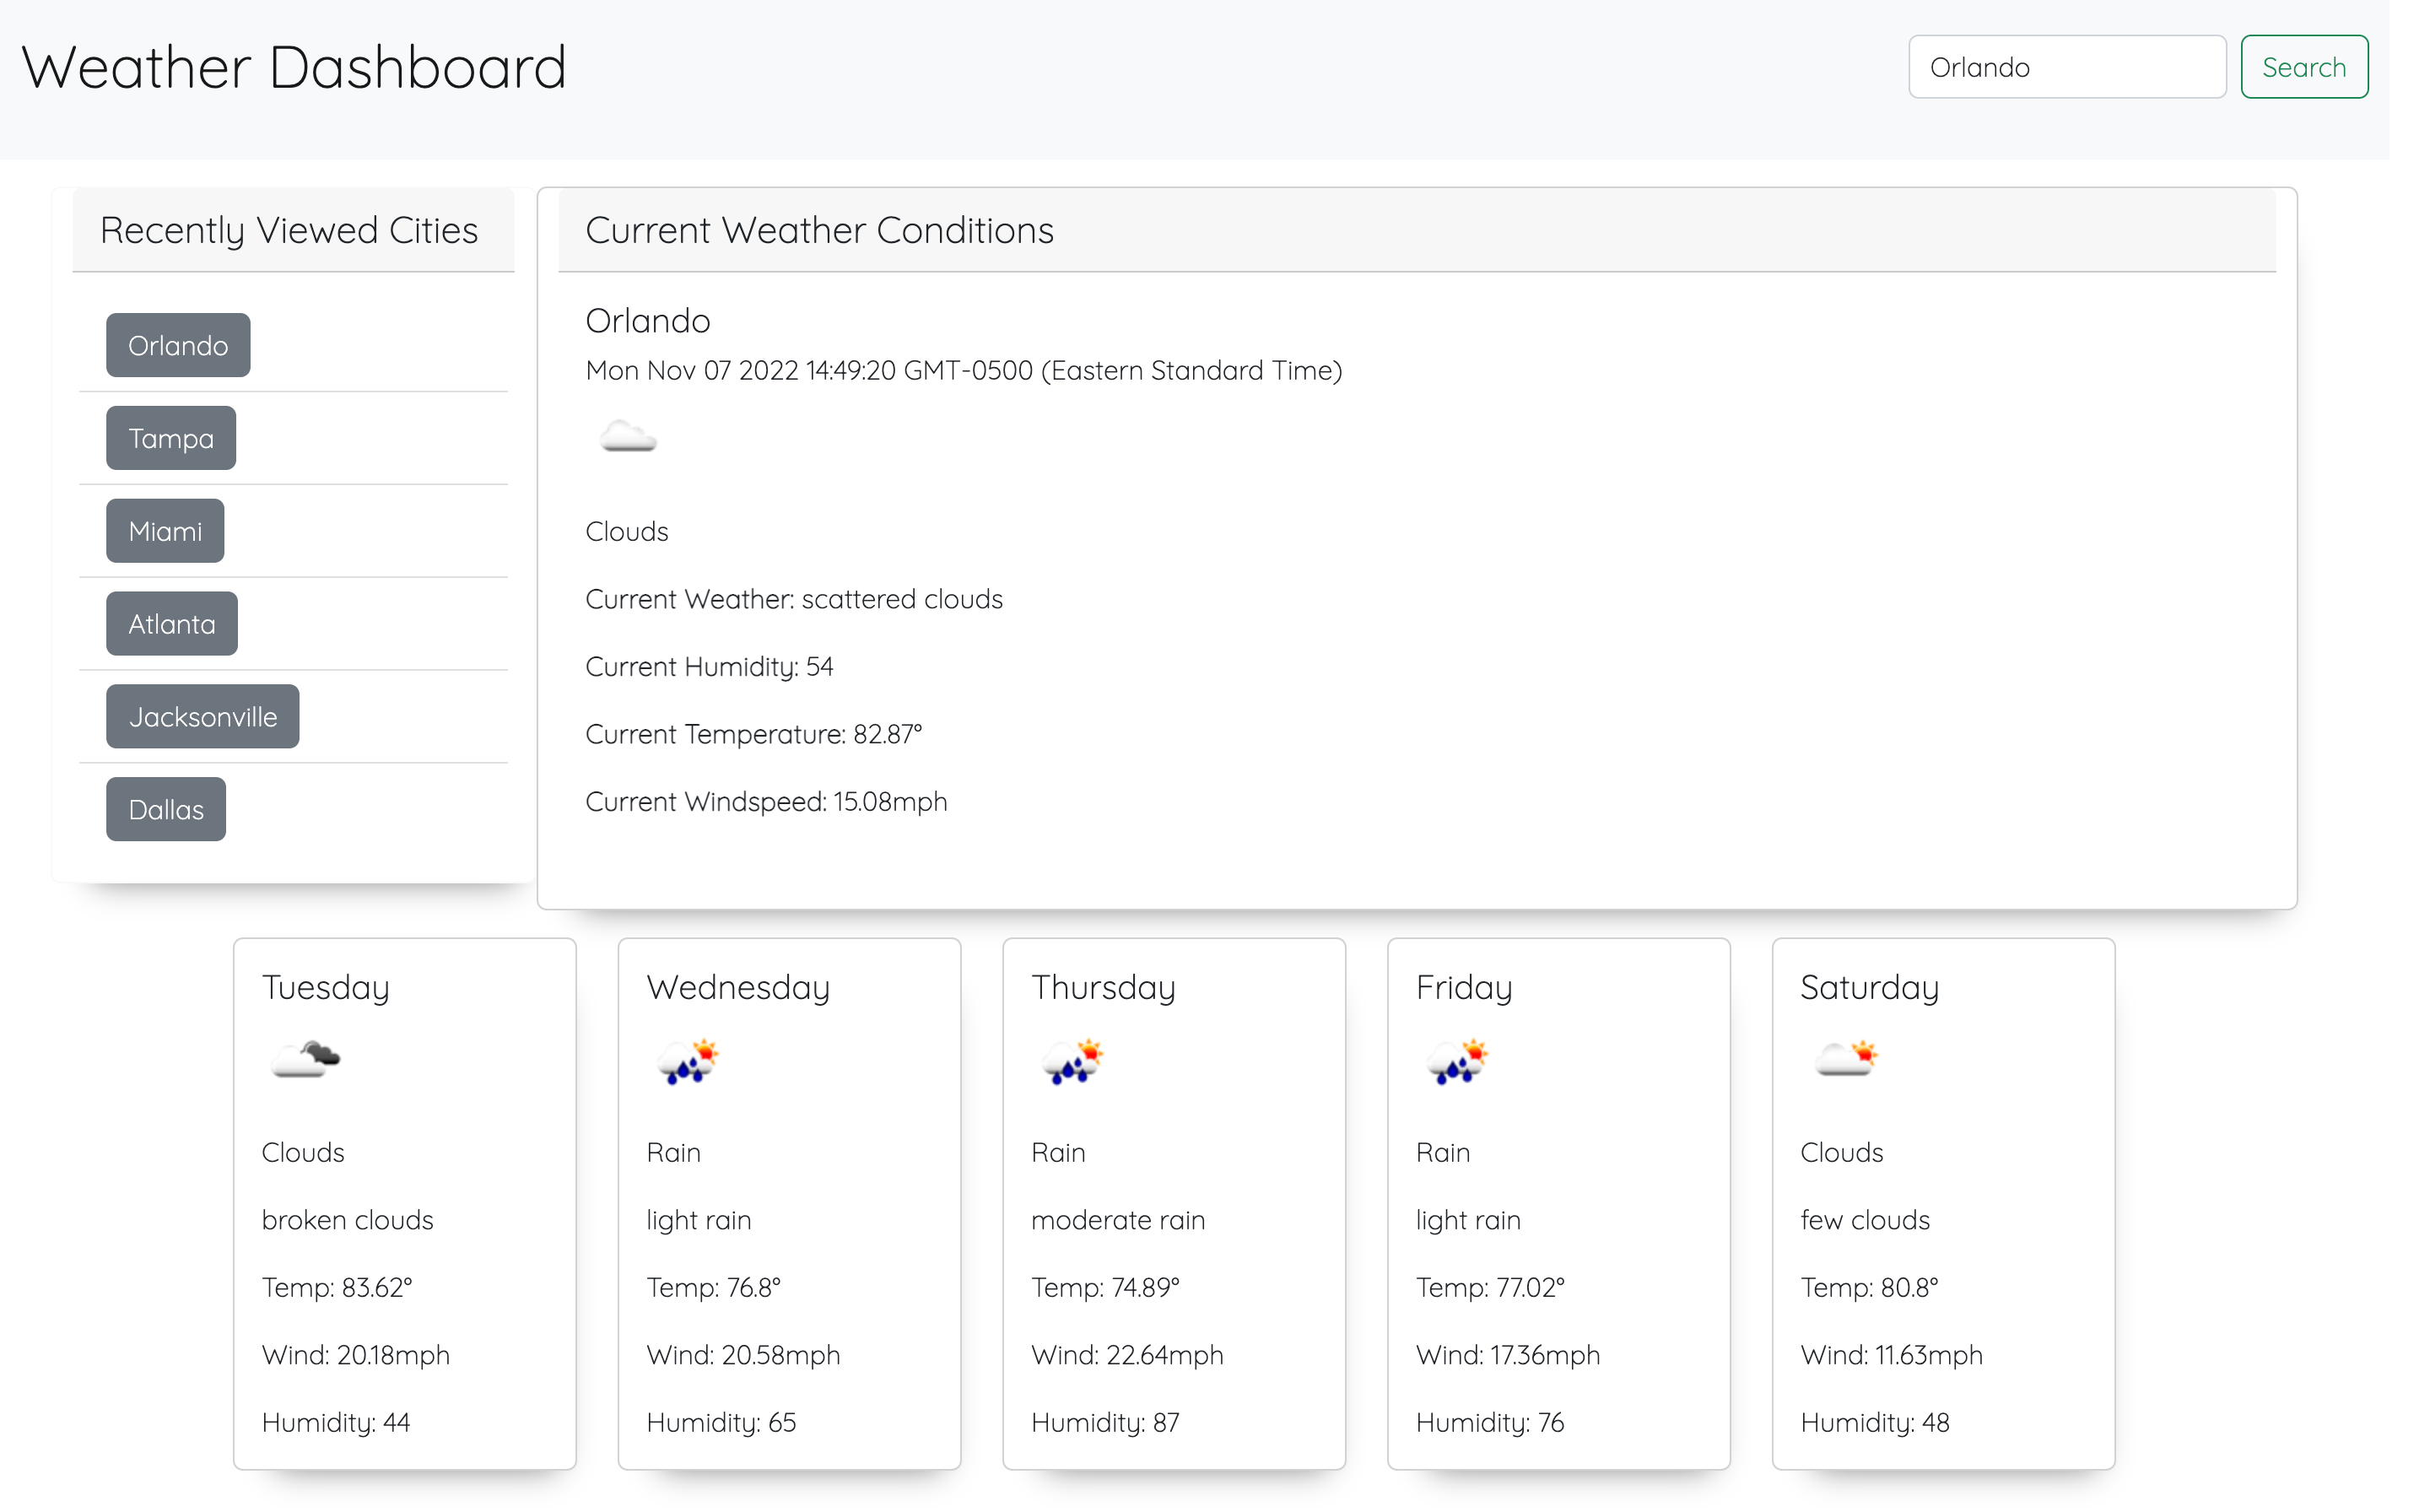 Weather Dashboard
Orlando
Search
Recently Viewed Cities
Orlando
Tampa
Miami
Atlanta
Jacksonville
Dallas
Current Weather Conditions
Orlando
Mon Nov 07 2022 14:49:20 GMT-0500 (Eastern Standard Time)
Clouds
Current Weather: scattered clouds
Current Humidity: 54
Current Temperature: 82.87°
Current Windspeed: 15.08mph
Tuesday
Clouds
broken clouds
Temp: 83.62°
Wind: 20.18mph
Humidity: 44
Wednesday
Rain
light rain
Temp: 76.8°
Wind: 20.58mph
Humidity: 65
Thursday
Rain
moderate rain
Temp: 74.89°
Wind: 22.64mph
Humidity: 87
Friday
Rain
light rain
Temp: 77.02°
Wind: 17.36mph
Humidity: 76
Saturday
Clouds
few clouds
Temp: 80.8°
Wind: 11.63mph
Humidity: 48